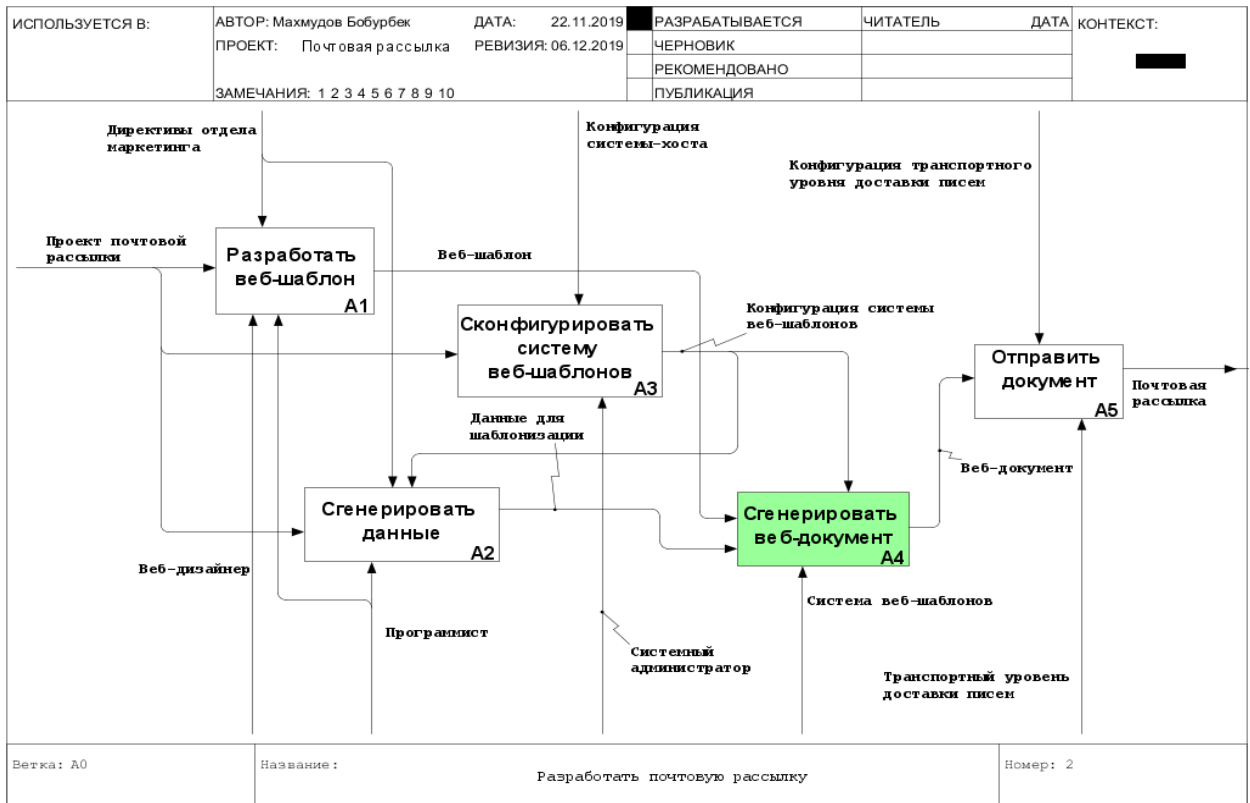 ИСПОЛЬЗУЕТСЯ В:
АВТОР: Махмудов Бобурбек
ДАТА: 22.11.2019
ПРОЕКТ: Почтовая рассылка
РЕВИЗИЯ: 06.12.2019
ЗАМЕЧАНИЯ: 1 2 3 4 5 6 7 8 9 10
РАЗРАБАТЫВАЕТСЯ
ЧЕРНОВИК
РЕКОМЕНДОВАНО
ПУБЛИКАЦИЯ
ЧИТАТЕЛЬ
ДАТА
КОНТЕКСТ:
Директивы отдела
маркетинга
Конфигурация
системы-хоста
Конфигурация транспортного
уровня доставки писем
Проект почтовой
рассылки
Разработать
веб-шаблон
A1
Веб-шаблон
Сконфигурировать
систему
веб-шаблонов
A3
Конфигурация системы
веб-шаблонов
Отправить
документ
A5
Почтовая
рассылка
Данные для
шаблонизации
Веб-документ
Сгенерировать
данные
A2
Сгенерировать
веб-документ
A4
Веб-дизайнер
Программист
Системный
администратор
Система веб-шаблонов
Транспортный уровень
доставки писем
Ветка: A0
Название:
Разработать почтовую рассылку
Номер: 2